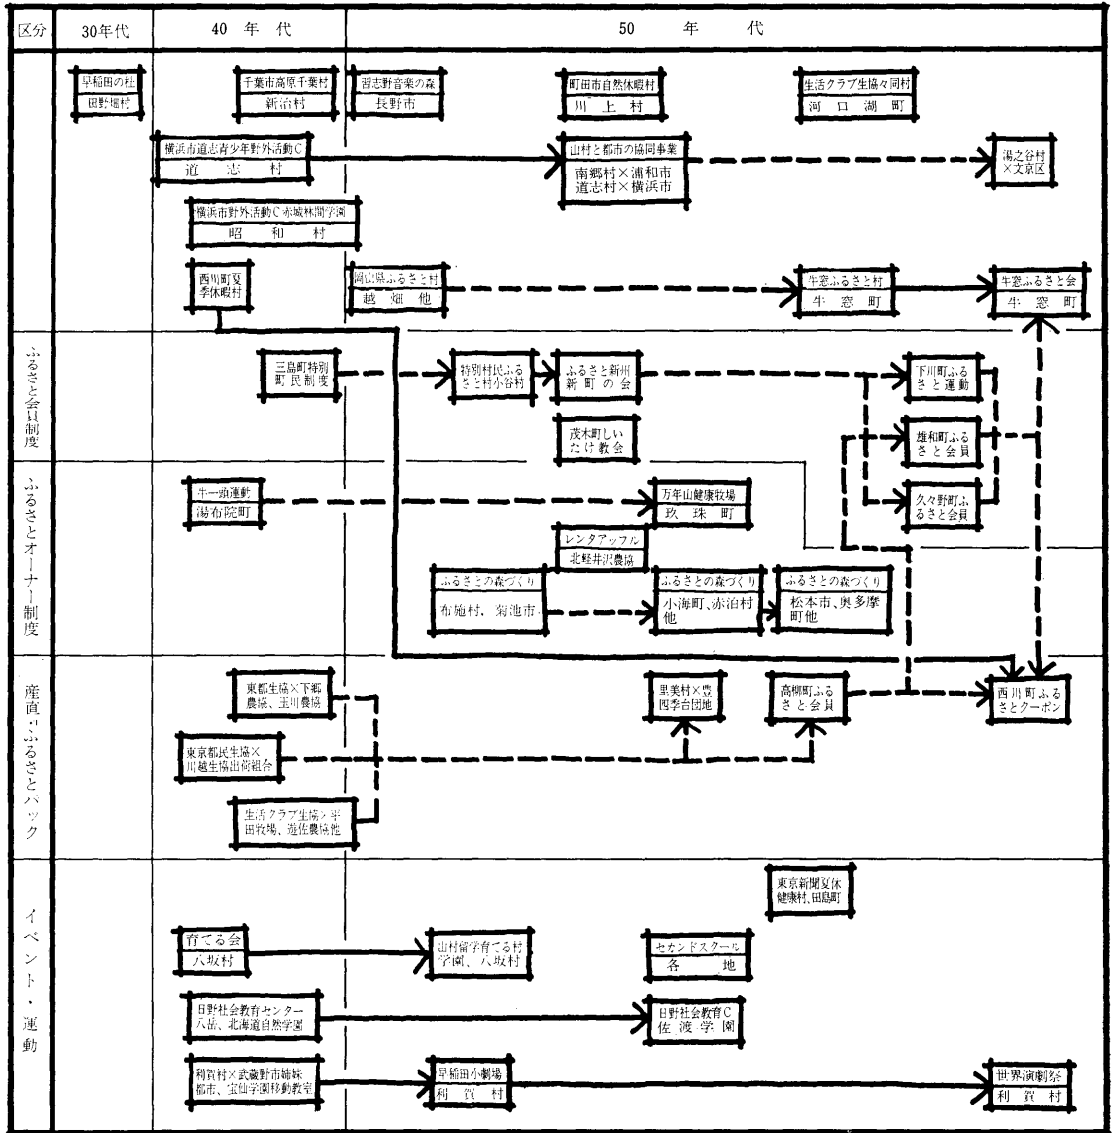 区分
30年代
40 年 代
50 年 代
早稲田の杜
田野畑村
千葉市高原千葉村
新治村
習志野音楽の森
長野市
町田市自然休暇村
川上村
生活クラブ生協々同村
河口湖町
横浜市道志青少年野外活動C
道志村
山村と都市の協同事業
南郷村×浦和市
道志村×横浜市
湯之谷村
×文京区
横浜市野外活動C赤城林間学園
昭和村
西川町夏
季休暇村
岡山県ふるさと村
越畑他
牛窓ふるさと村
牛窓町
牛窓ふるさと会
牛窓町
ふるさと会員制度
三島町特別
町民制度
特別村民ふる
さと村小谷村
ふるさと新州
新町の会
下川町ふる
さと運動
茂木町しい
たけ教会
雄和町ふる
さと会員
久々野町ふ
るさと会員
ふるさとオーナー制度
牛一頭運動
湯布院町
万年山健康牧場
玖珠町
レンタアップル
北軽井沢農協
ふるさとの森づくり
布施村、菊池市
ふるさとの森づくり
小海町、赤泊村
他
ふるさとの森づくり
松本市、奥多摩
町他
産直・ふるさとパック
東都生協×下郷
農協、玉川農協
里美村×豊
四季台団地
高柳町ふる
さと会員
西川町ふる
さとクーポン
東京都民生協×
川越生協出荷組合
生活クラブ生協×平
田牧場、遊佐農協他
イベント・運動
東京新聞夏休
健康村、田島町
育てる会
八坂村
山村留学育てる村
学園、八坂村
セカンドスクール
各地
日野社会教育センター
八岳、北海道自然学園
日野社会教育C
佐渡学園
利賀村×武蔵野市姉妹
都市、宝仙学園移動教室
早稲田小劇場
利賀村
世界演劇祭
利賀村